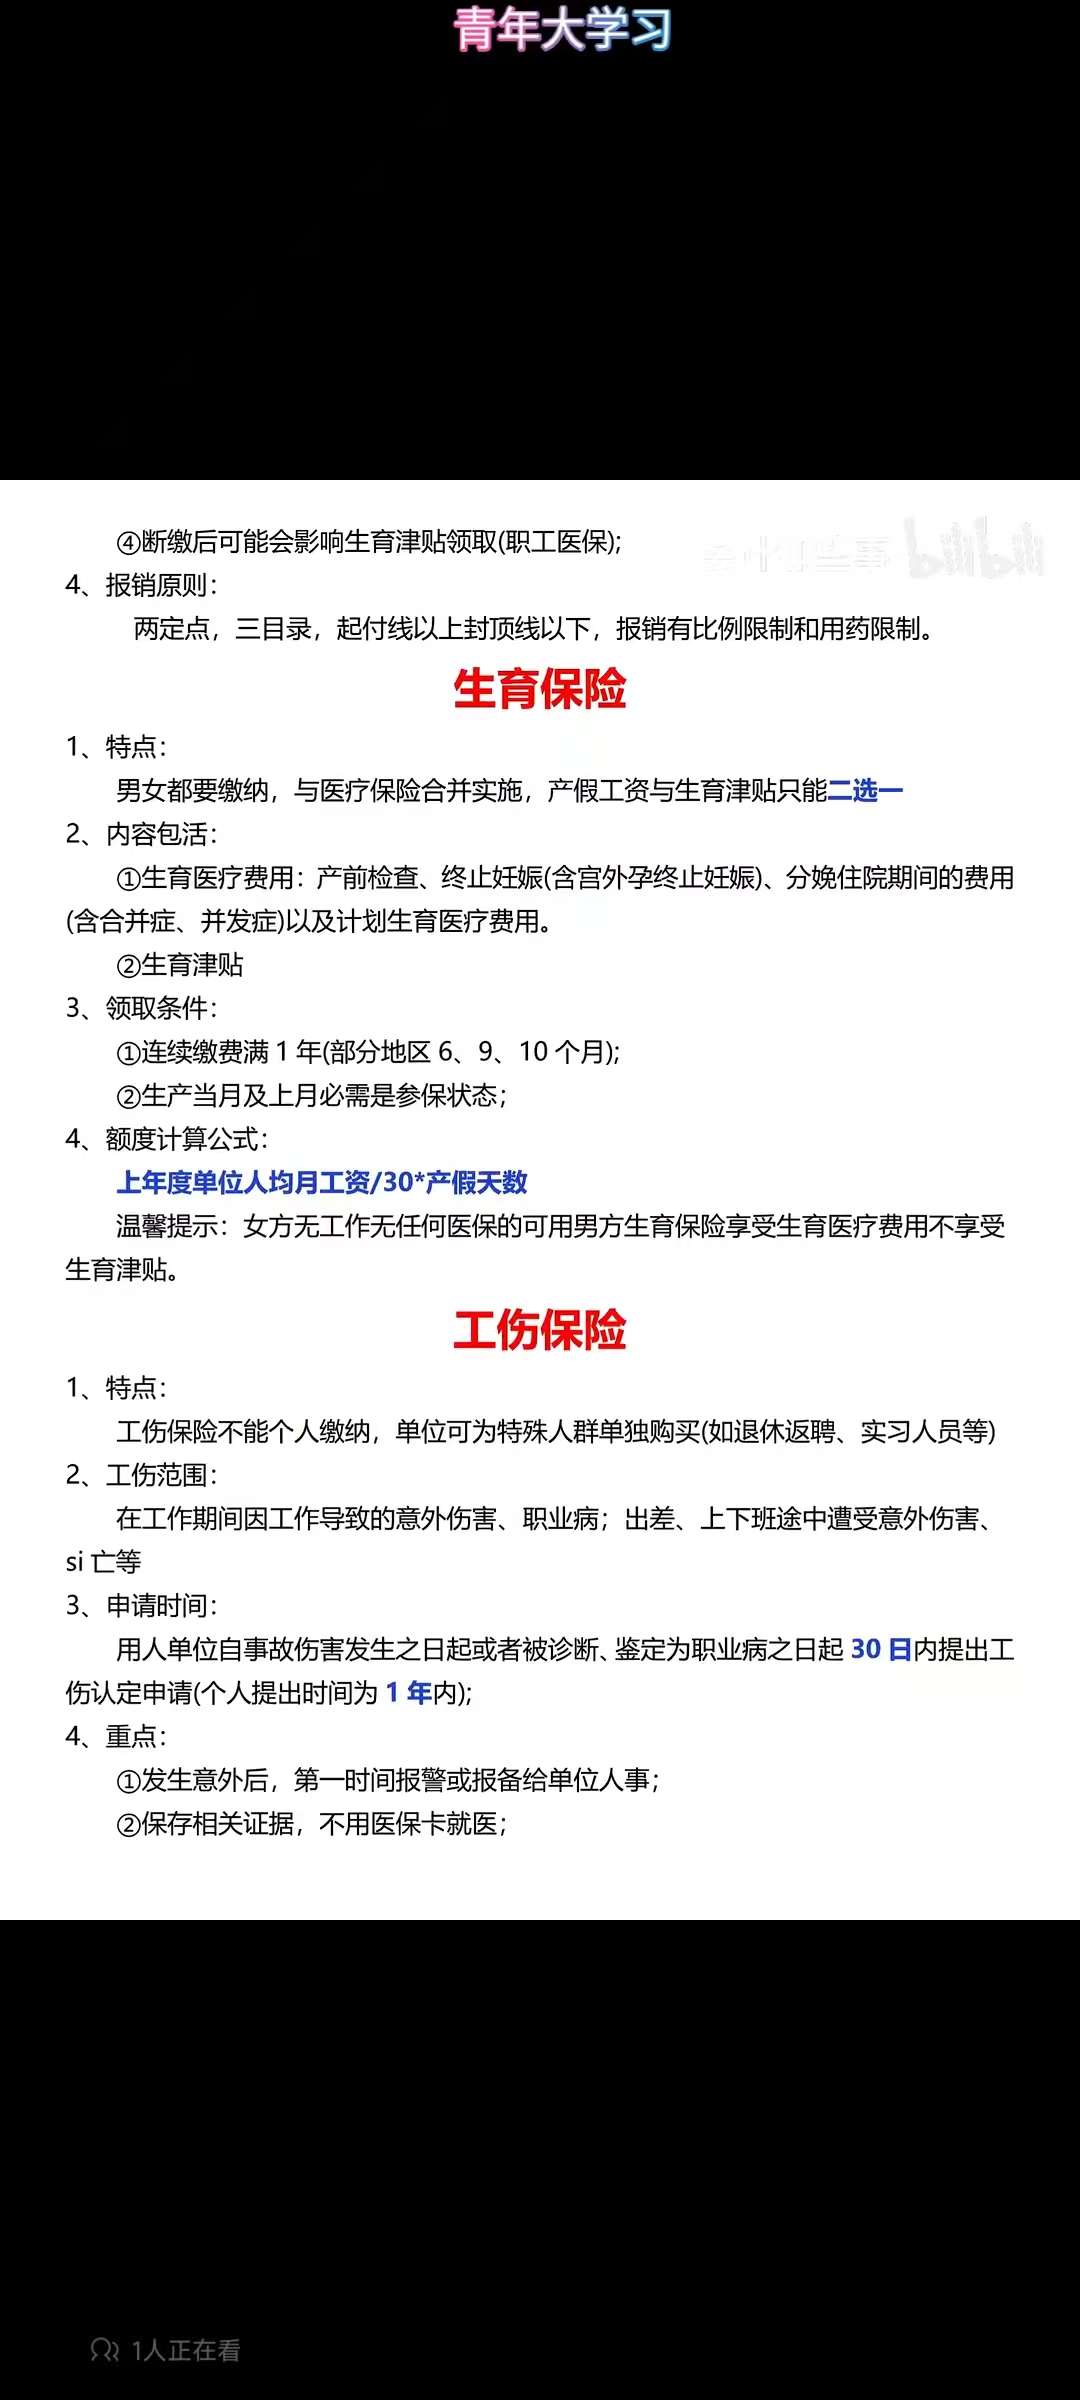 青年大学习
④断缴后可能会影响生育津贴领取(职工医保);
bilibili
4、报销原则：
两定点，三目录，起付线以上封顶线以下，报销有比例限制和用药限制。
生育保险
1、特点：
男女都要缴纳，与医疗保险合并实施，产假工资与生育津贴只能二选一
2、内容包活：
①生育医疗费用：产前检查、终止妊娠(含宫外孕终止妊娠)、分娩住院期间的费用
(含合并症、并发症)以及计划生育医疗费用。
②生育津贴
3、领取条件：
①连续缴费满 1 年(部分地区 6、9、10 个月);
②生产当月及上月必需是参保状态；
4、额度计算公式：
上年度单位人均月工资/30*产假天数
温馨提示：女方无工作无任何医保的可用男方生育保险享受生育医疗费用不享受
生育津贴。
工伤保险
1、特点：
工伤保险不能个人缴纳，单位可为特殊人群单独购买(如退休返聘、实习人员等)
2、工伤范围：
在工作期间因工作导致的意外伤害、职业病；出差、上下班途中遭受意外伤害、
si 亡等
3、申请时间：
用人单位自事故伤害发生之日起或者被诊断、鉴定为职业病之日起 30 日内提出工
伤认定申请(个人提出时间为 1 年内);
4、重点：
①发生意外后，第一时间报警或报备给单位人事；
②保存相关证据，不用医保卡就医；
1人正在看